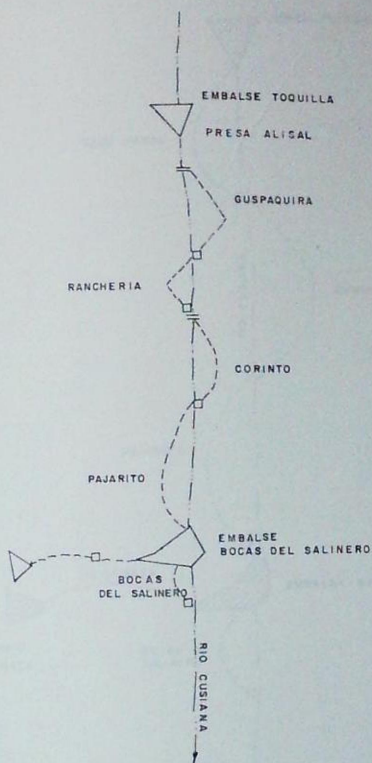 EMBALSE TOQUILLA
PRESA ALISAL
GUSPAQUIRA
RANCHERIA
CORINTO
PAJARITO
EMBALSE
BOCAS DEL SALINERO
BOCAS
DEL SALINERO
RIO CUSIANA